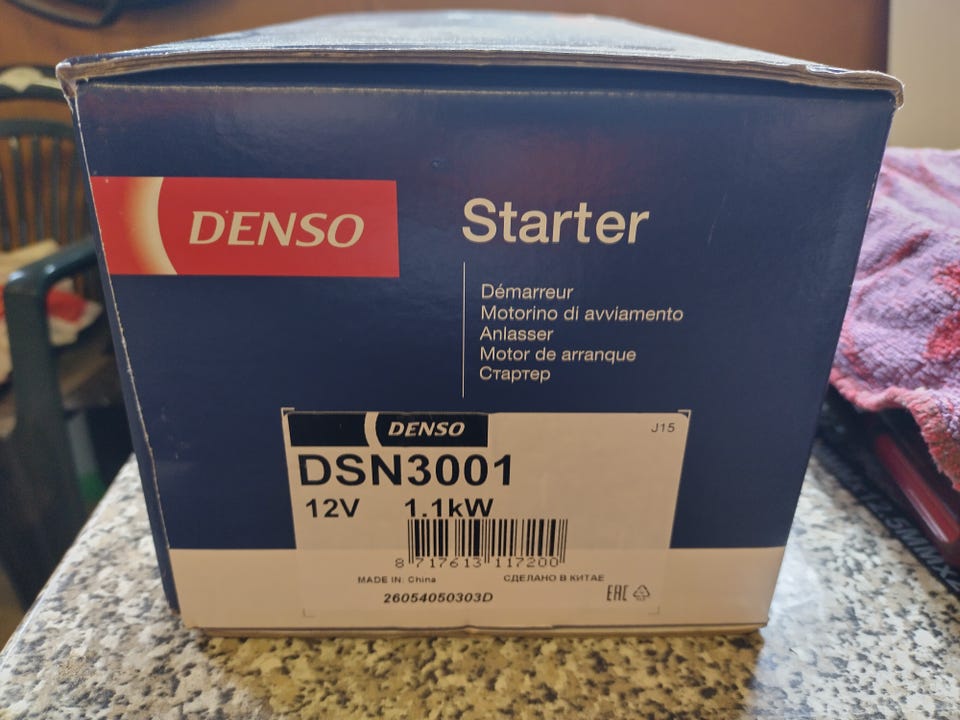 DENSO
Starter
Démarreur
Motorino di avviamento
Anlasser
Motor de arranque
Стартер
DENSO
J15
DSN3001
12V 1.1kW
8 717613 117200
MADE IN: China СДЕЛАНО В КИТАЕ
26054050303D
EAC